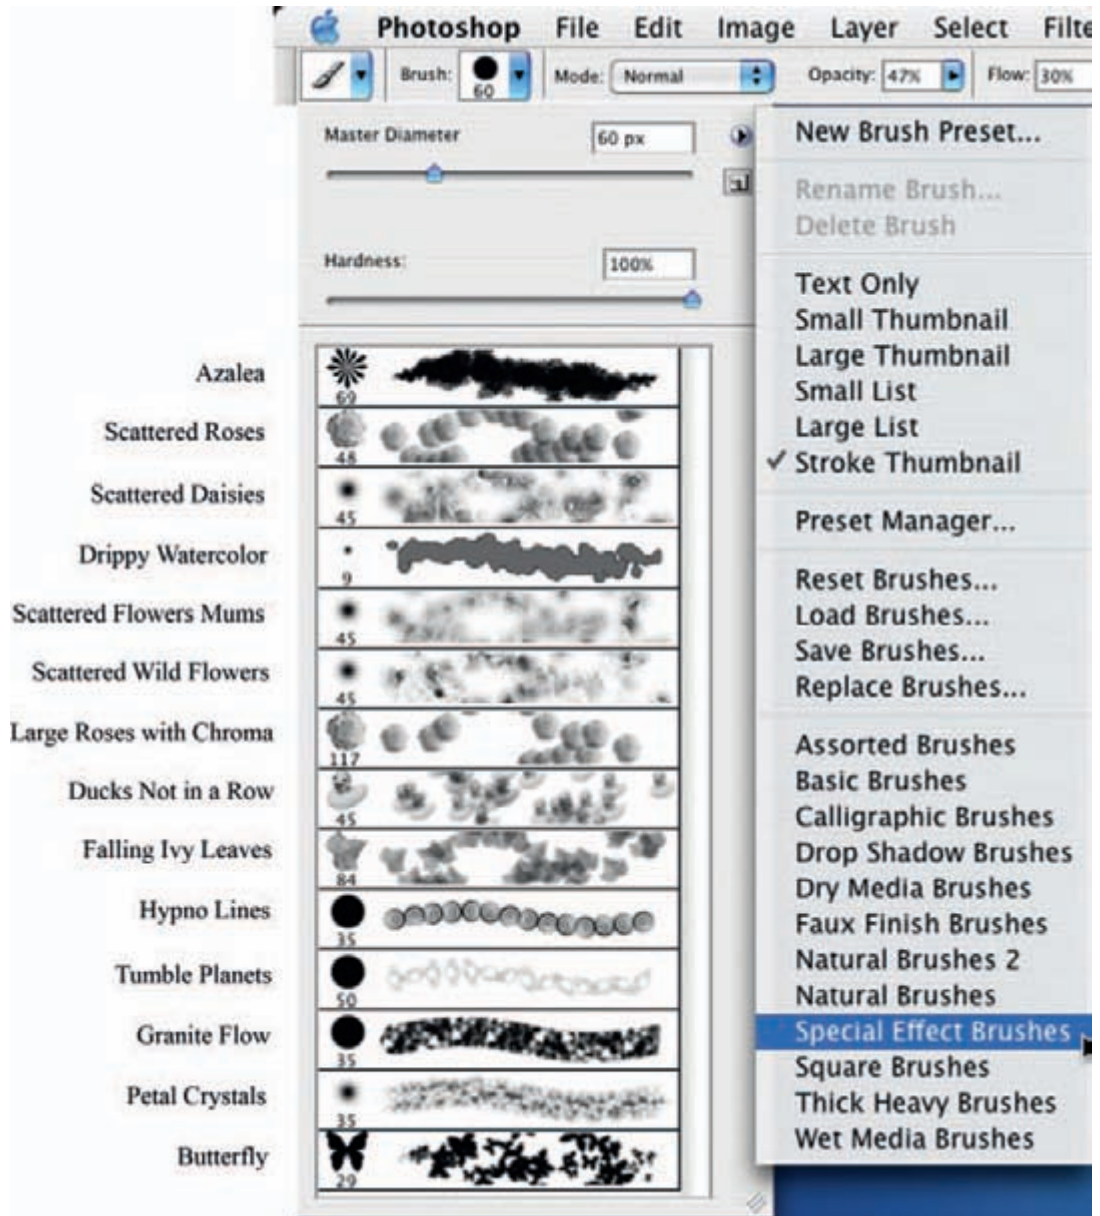 Photoshop File Edit Image Layer Select Filte
Brush: 60 Mode: Normal Opacity: 47% Flow: 30%
Master Diameter 60 px
Hardness: 100%
Azalea 69
Scattered Roses 48
Scattered Daisies 45
Drippy Watercolor 9
Scattered Flowers Mums 45
Scattered Wild Flowers 45
Large Roses with Chroma 117
Ducks Not in a Row 45
Falling Ivy Leaves 84
Hypno Lines 35
Tumble Planets 50
Granite Flow 35
Petal Crystals 35
Butterfly 29
New Brush Preset...
Rename Brush...
Delete Brush
Text Only
Small Thumbnail
Large Thumbnail
Small List
Large List
✓ Stroke Thumbnail
Preset Manager...
Reset Brushes...
Load Brushes...
Save Brushes...
Replace Brushes...
Assorted Brushes
Basic Brushes
Calligraphic Brushes
Drop Shadow Brushes
Dry Media Brushes
Faux Finish Brushes
Natural Brushes 2
Natural Brushes
Special Effect Brushes
Square Brushes
Thick Heavy Brushes
Wet Media Brushes